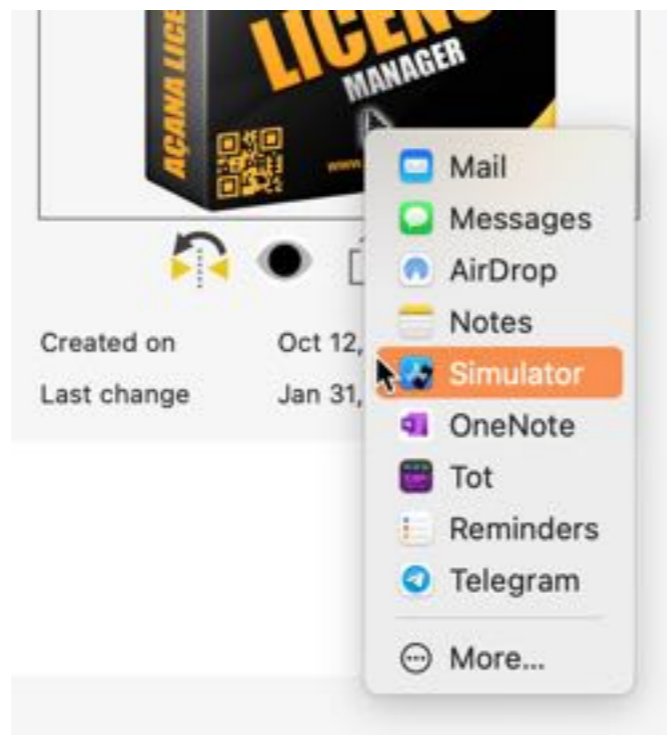 AÇANA LICE
LICENS
MANAGER
www.
Mail
Messages
AirDrop
Notes
Created on Oct 12,
Simulator
Last change Jan 31,
OneNote
Tot
Reminders
Telegram
More...